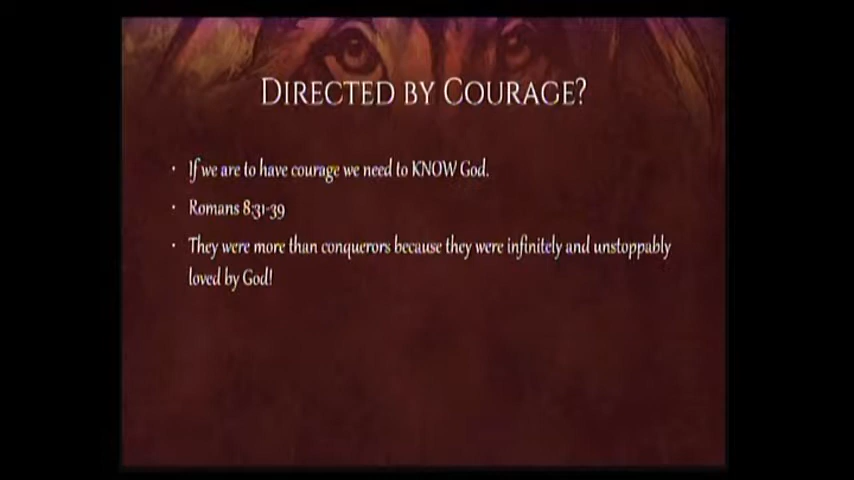 DIRECTED BY COURAGE?
• If we are to have courage we need to KNOW God.
• Romans 8:31-39
• They were more than conquerors because they were infinitely and unstoppably
loved by God!